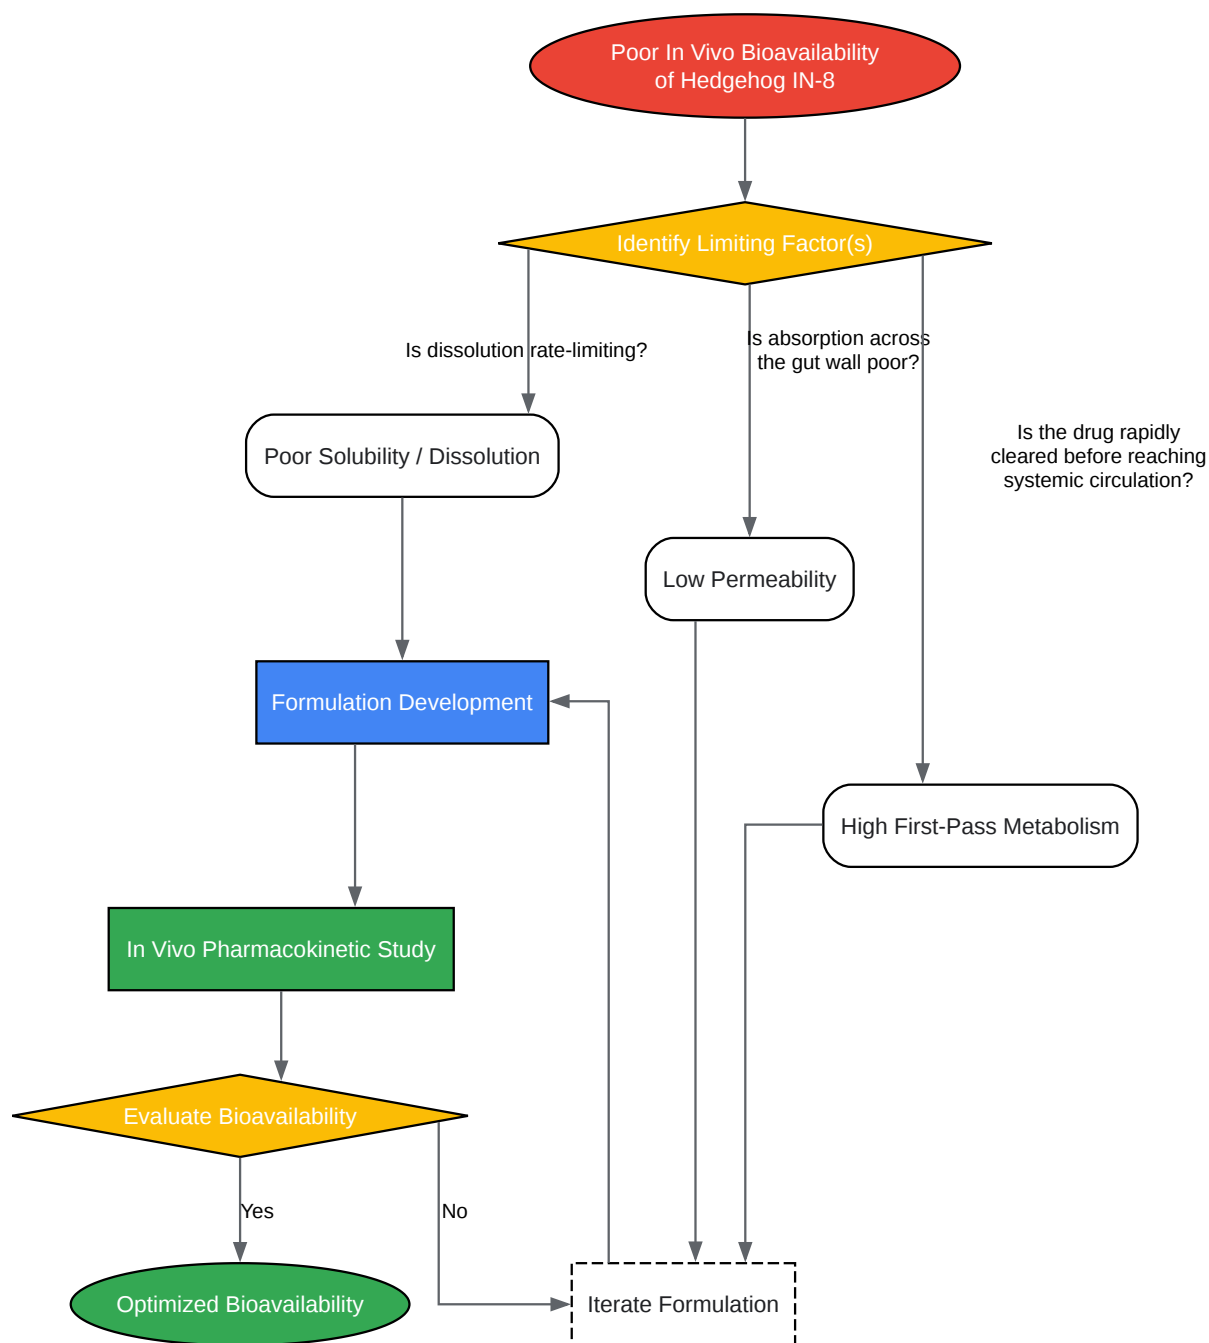 Poor In Vivo Bioavailability
of Hedgehog IN-8
Identify Limiting Factor(s)
Is dissolution rate-limiting?
Is absorption across
the gut wall poor?
Is the drug rapidly
cleared before reaching
systemic circulation?
Poor Solubility / Dissolution
Low Permeability
Formulation Development
High First-Pass Metabolism
In Vivo Pharmacokinetic Study
Evaluate Bioavailability
Yes
No
Optimized Bioavailability
Iterate Formulation